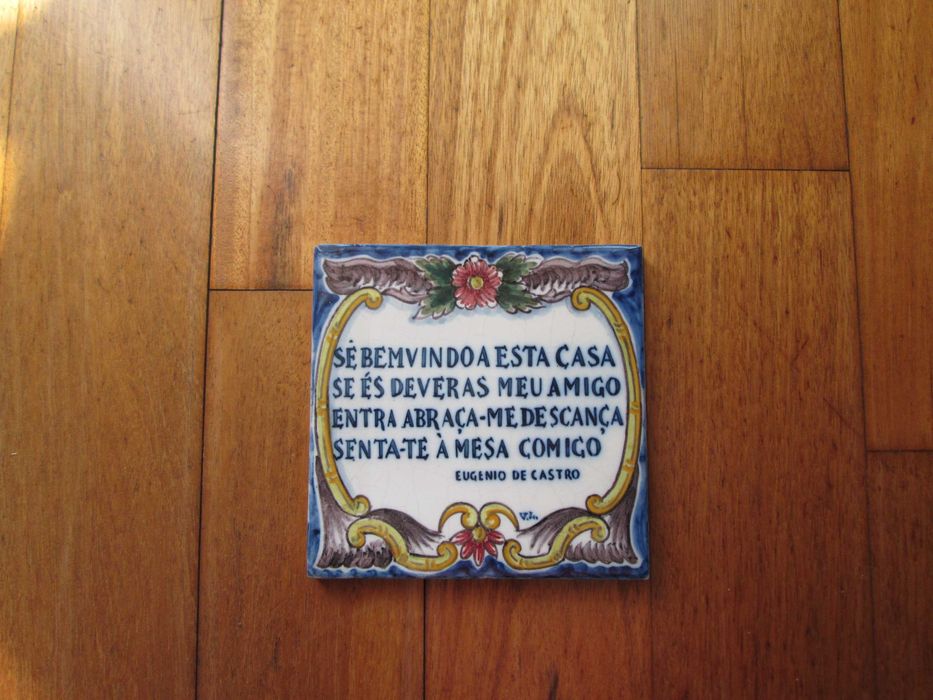 SÊ BEMVINDO A ESTA CASA
SE ÉS DEVERAS MEU AMIGO
ENTRA ABRAÇA-ME DESCANÇA
SENTA-TE À MESA COMIGO
EUGENIO DE CASTRO